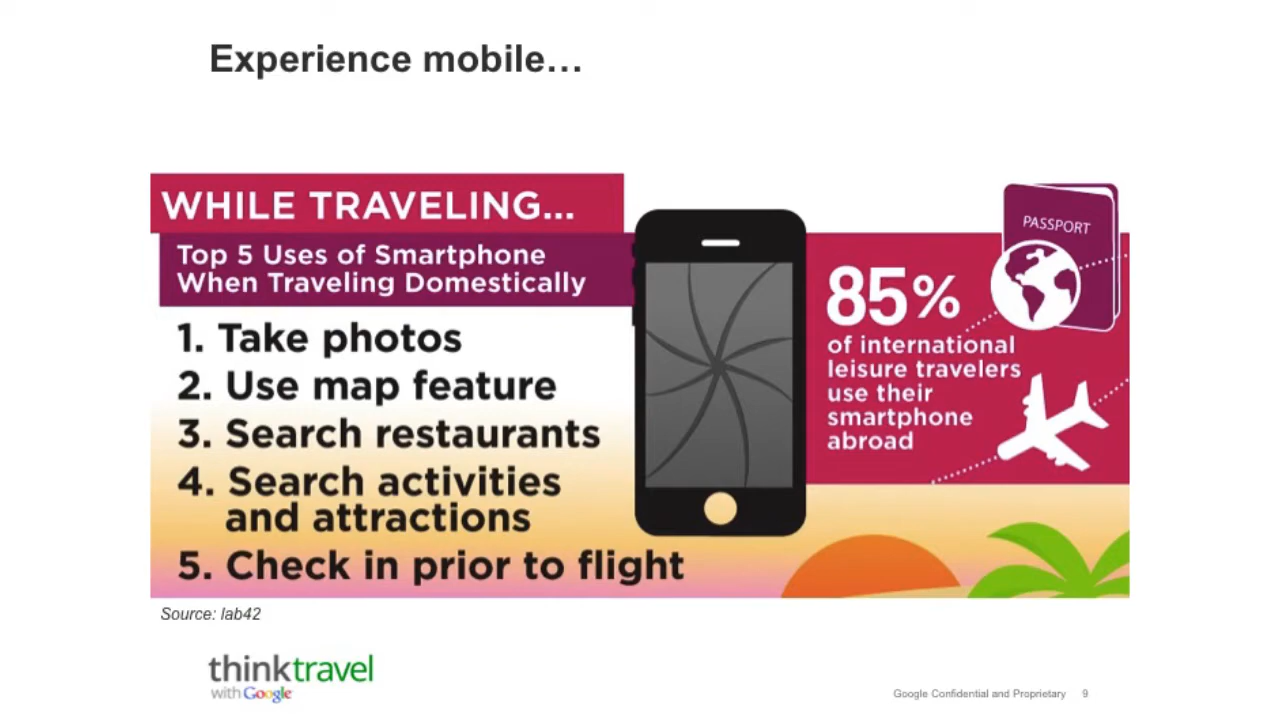 Experience mobile…
WHILE TRAVELING...
Top 5 Uses of Smartphone
When Traveling Domestically
1. Take photos
2. Use map feature
3. Search restaurants
4. Search activities
and attractions
5. Check in prior to flight
PASSPORT
85%
of international
leisure travelers
use their
smartphone
abroad
Source: lab42
thinktravel
with Google
Google Confidential and Proprietary 9